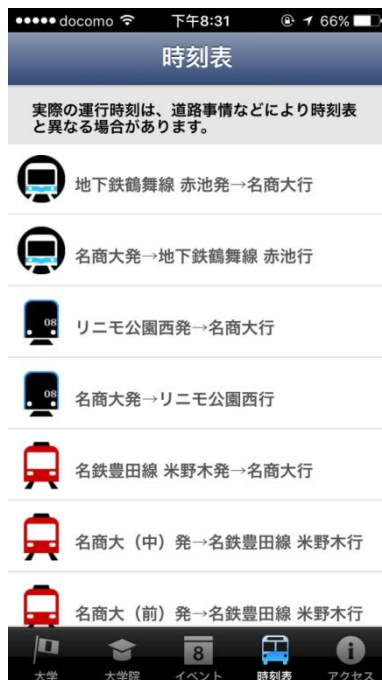 docomo 下午8:31 66%
時刻表
実際の運行時刻は、道路事情などにより時刻表
と異なる場合があります。
地下鉄鶴舞線 赤池発→名商大行
名商大発→地下鉄鶴舞線 赤池行
08
リニモ公園西発→名商大行
08
名商大発→リニモ公園西行
名鉄豊田線 米野木発→名商大行
名商大（中）発→名鉄豊田線 米野木行
名商大（前）発→名鉄豊田線 米野木行
8
大学 大学院 イベント 時刻表 アクセス